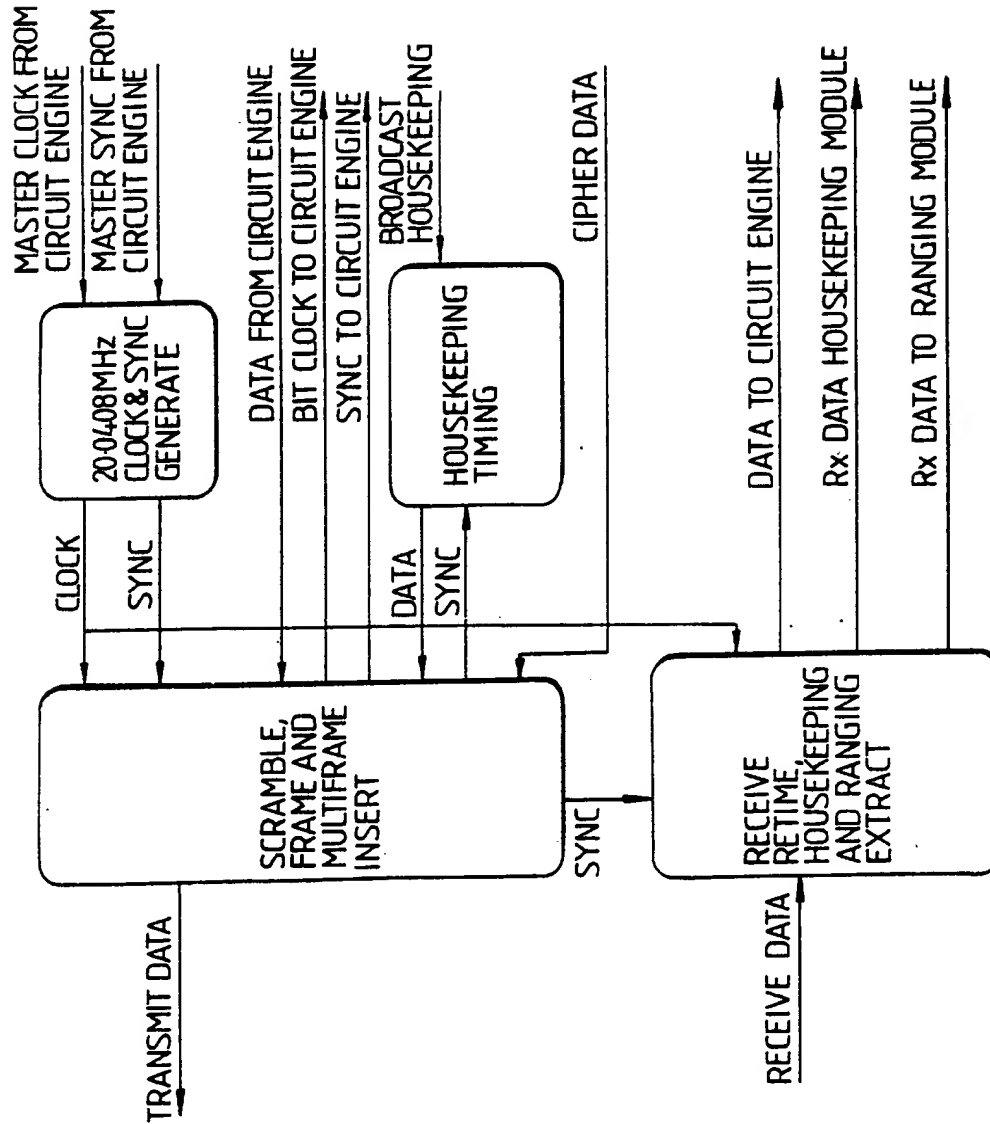 MASTER CLOCK FROM
CIRCUIT ENGINE
MASTER SYNC FROM
CIRCUIT ENGINE
20·0408MHz
CLOCK & SYNC
GENERATE
CLOCK
SYNC
DATA FROM CIRCUIT ENGINE
BIT CLOCK TO CIRCUIT ENGINE
SYNC TO CIRCUIT ENGINE
BROADCAST
HOUSEKEEPING
HOUSEKEEPING
TIMING
DATA
SYNC
CIPHER DATA
SCRAMBLE,
FRAME AND
MULTIFRAME
INSERT
TRANSMIT DATA
SYNC
RECEIVE
RETIME,
HOUSEKEEPING
AND RANGING
EXTRACT
RECEIVE DATA
DATA TO CIRCUIT ENGINE
Rx DATA HOUSEKEEPING MODULE
Rx DATA TO RANGING MODULE